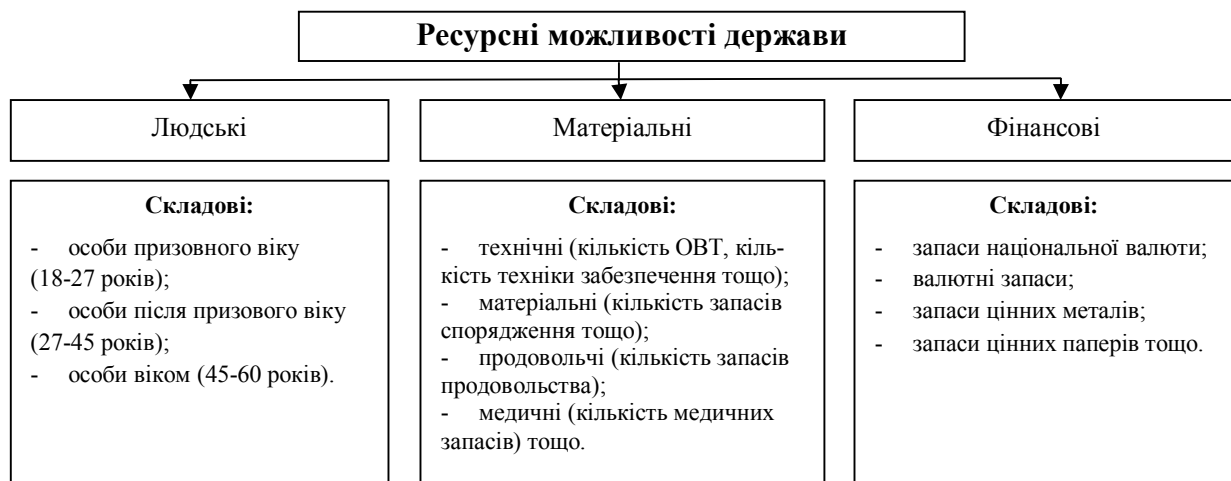 Ресурсні можливості держави
Людські
Матеріальні
Фінансові
Складові:
- особи призовного віку
(18-27 років);
- особи після призового віку
(27-45 років);
- особи віком (45-60 років).
Складові:
- технічні (кількість ОВТ, кіль-
кість техніки забезпечення тощо);
- матеріальні (кількість запасів
спорядження тощо);
- продовольчі (кількість запасів
продовольства);
- медичні (кількість медичних
запасів) тощо.
Складові:
- запаси національної валюти;
- валютні запаси;
- запаси цінних металів;
- запаси цінних паперів тощо.